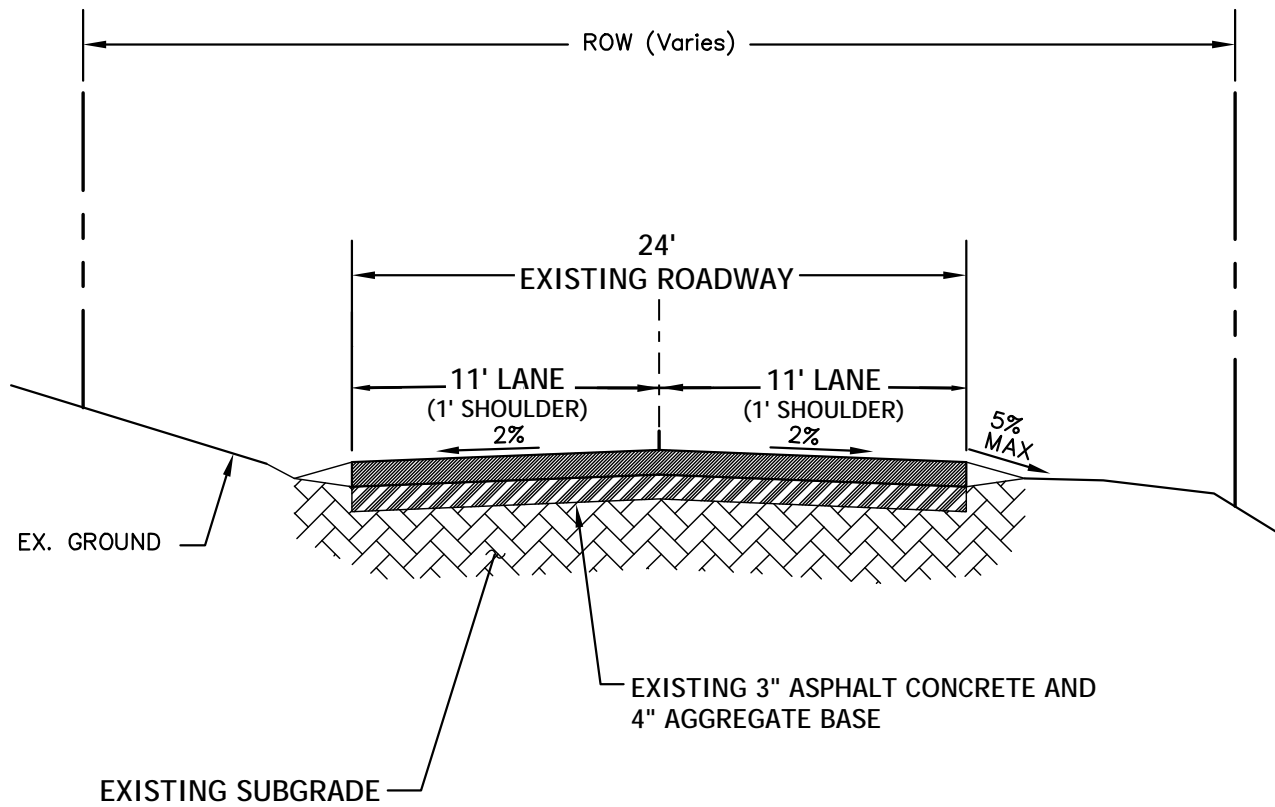 ROW (Varies)
24'
EXISTING ROADWAY
11' LANE
(1' SHOULDER)
2%
11' LANE
(1' SHOULDER)
2%
5%
MAX
EX. GROUND
EXISTING 3" ASPHALT CONCRETE AND
4" AGGREGATE BASE
EXISTING SUBGRADE